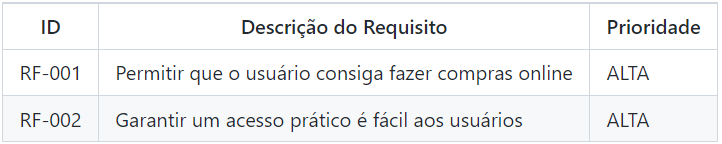 ID Descrição do Requisito Prioridade
RF-001 Permitir que o usuário consiga fazer compras online ALTA
RF-002 Garantir um acesso prático é fácil aos usuários ALTA